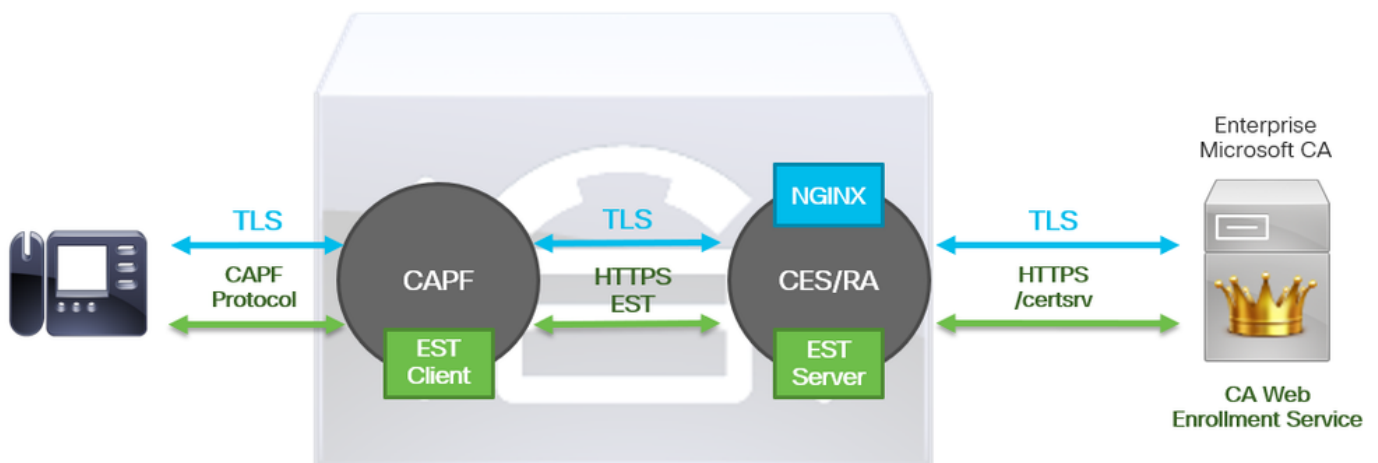 Enterprise
Microsoft CA
NGINX
TLS
TLS
TLS
CAPF
Protocol
CAPF
HTTPS
EST
CES/RA
HTTPS
/certsrv
EST
Client
EST
Server
CA Web
Enrollment Service